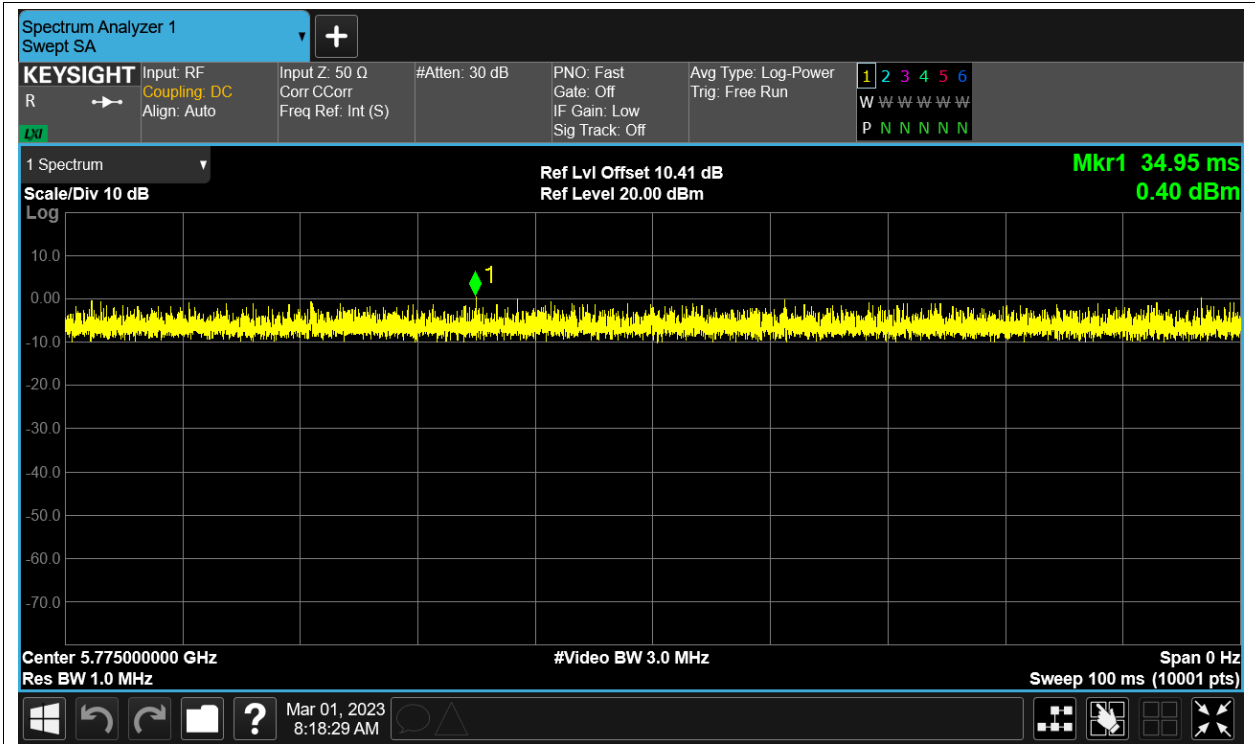 Spectrum Analyzer 1
Swept SA
+
KEYSIGHT
R
LXI
Input: RF
Coupling: DC
Align: Auto
Input Z: 50 Ω
Corr CCorr
Freq Ref: Int (S)
#Atten: 30 dB
PNO: Fast
Gate: Off
IF Gain: Low
Sig Track: Off
Avg Type: Log-Power
Trig: Free Run
1 2 3 4 5 6
W W W W W W
P N N N N N
1 Spectrum
Scale/Div 10 dB
Log
Ref Lvl Offset 10.41 dB
Ref Level 20.00 dBm
Mkr1 34.95 ms
0.40 dBm
1
10.0
0.00
-10.0
-20.0
-30.0
-40.0
-50.0
-60.0
-70.0
Center 5.775000000 GHz
Res BW 1.0 MHz
#Video BW 3.0 MHz
Span 0 Hz
Sweep 100 ms (10001 pts)
?
Mar 01, 2023
8:18:29 AM